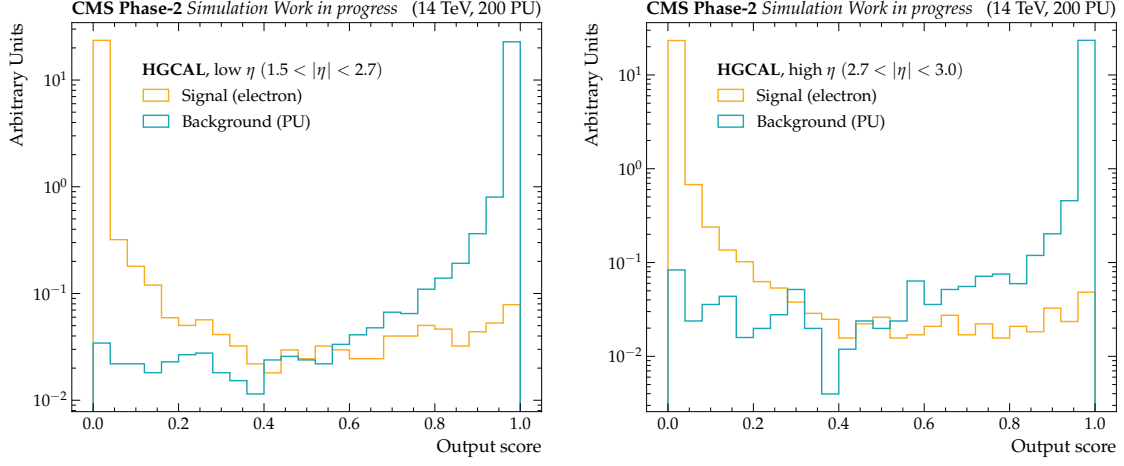 CMS Phase-2 Simulation Work in progress (14 TeV, 200 PU)
Arbitrary Units
HGCAL, low η (1.5 < |η| < 2.7)
Signal (electron)
Background (PU)
10¹
10⁰
10⁻¹
10⁻²
0.0 0.2 0.4 0.6 0.8 1.0
Output score
CMS Phase-2 Simulation Work in progress (14 TeV, 200 PU)
Arbitrary Units
HGCAL, high η (2.7 < |η| < 3.0)
Signal (electron)
Background (PU)
10¹
10⁰
10⁻¹
10⁻²
0.0 0.2 0.4 0.6 0.8 1.0
Output score